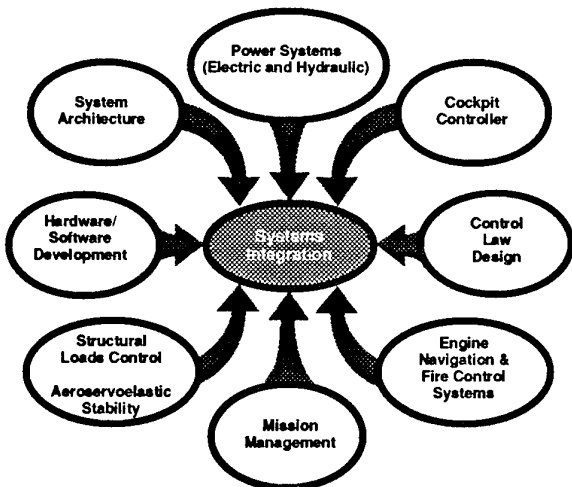 Power Systems
(Electric and Hydraulic)
System
Architecture
Cockpit
Controller
Hardware/
Software
Development
Systems
Integration
Control
Law
Design
Structural
Loads Control
Aeroservoelastic
Stability
Engine
Navigation &
Fire Control
Systems
Mission
Management